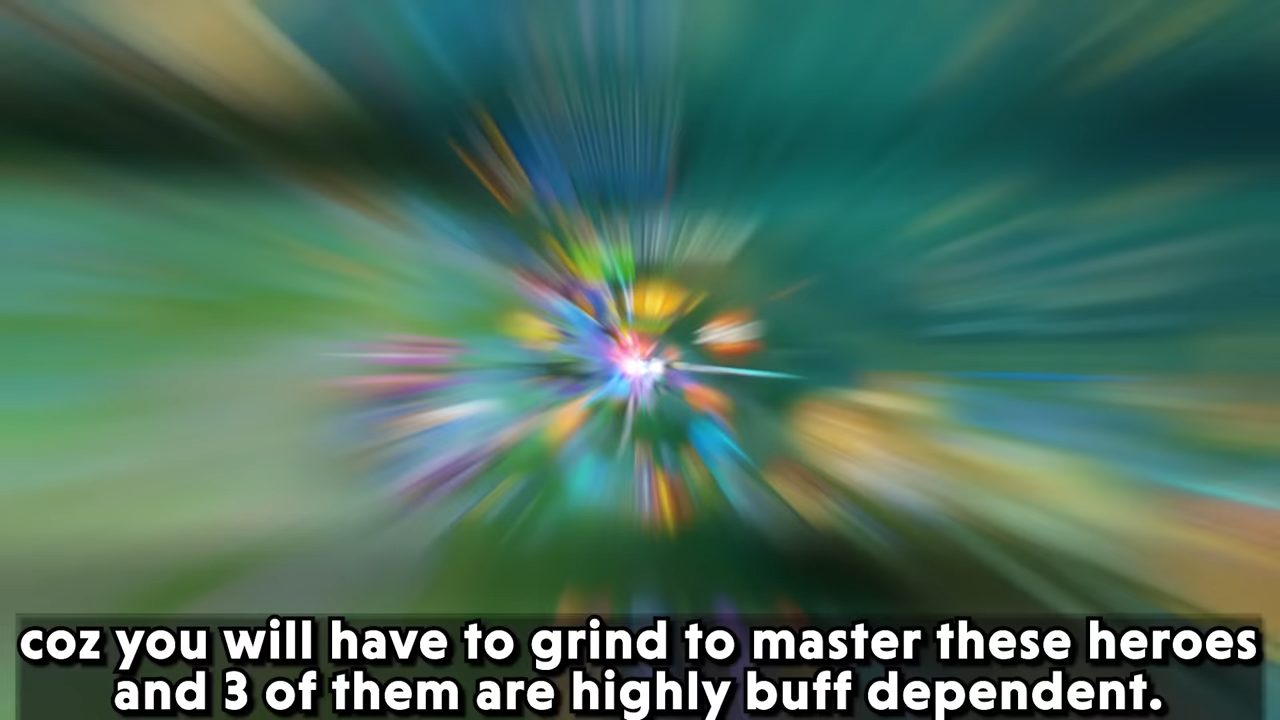 coz you will have to grind to master these heroes
and 3 of them are highly buff dependent.